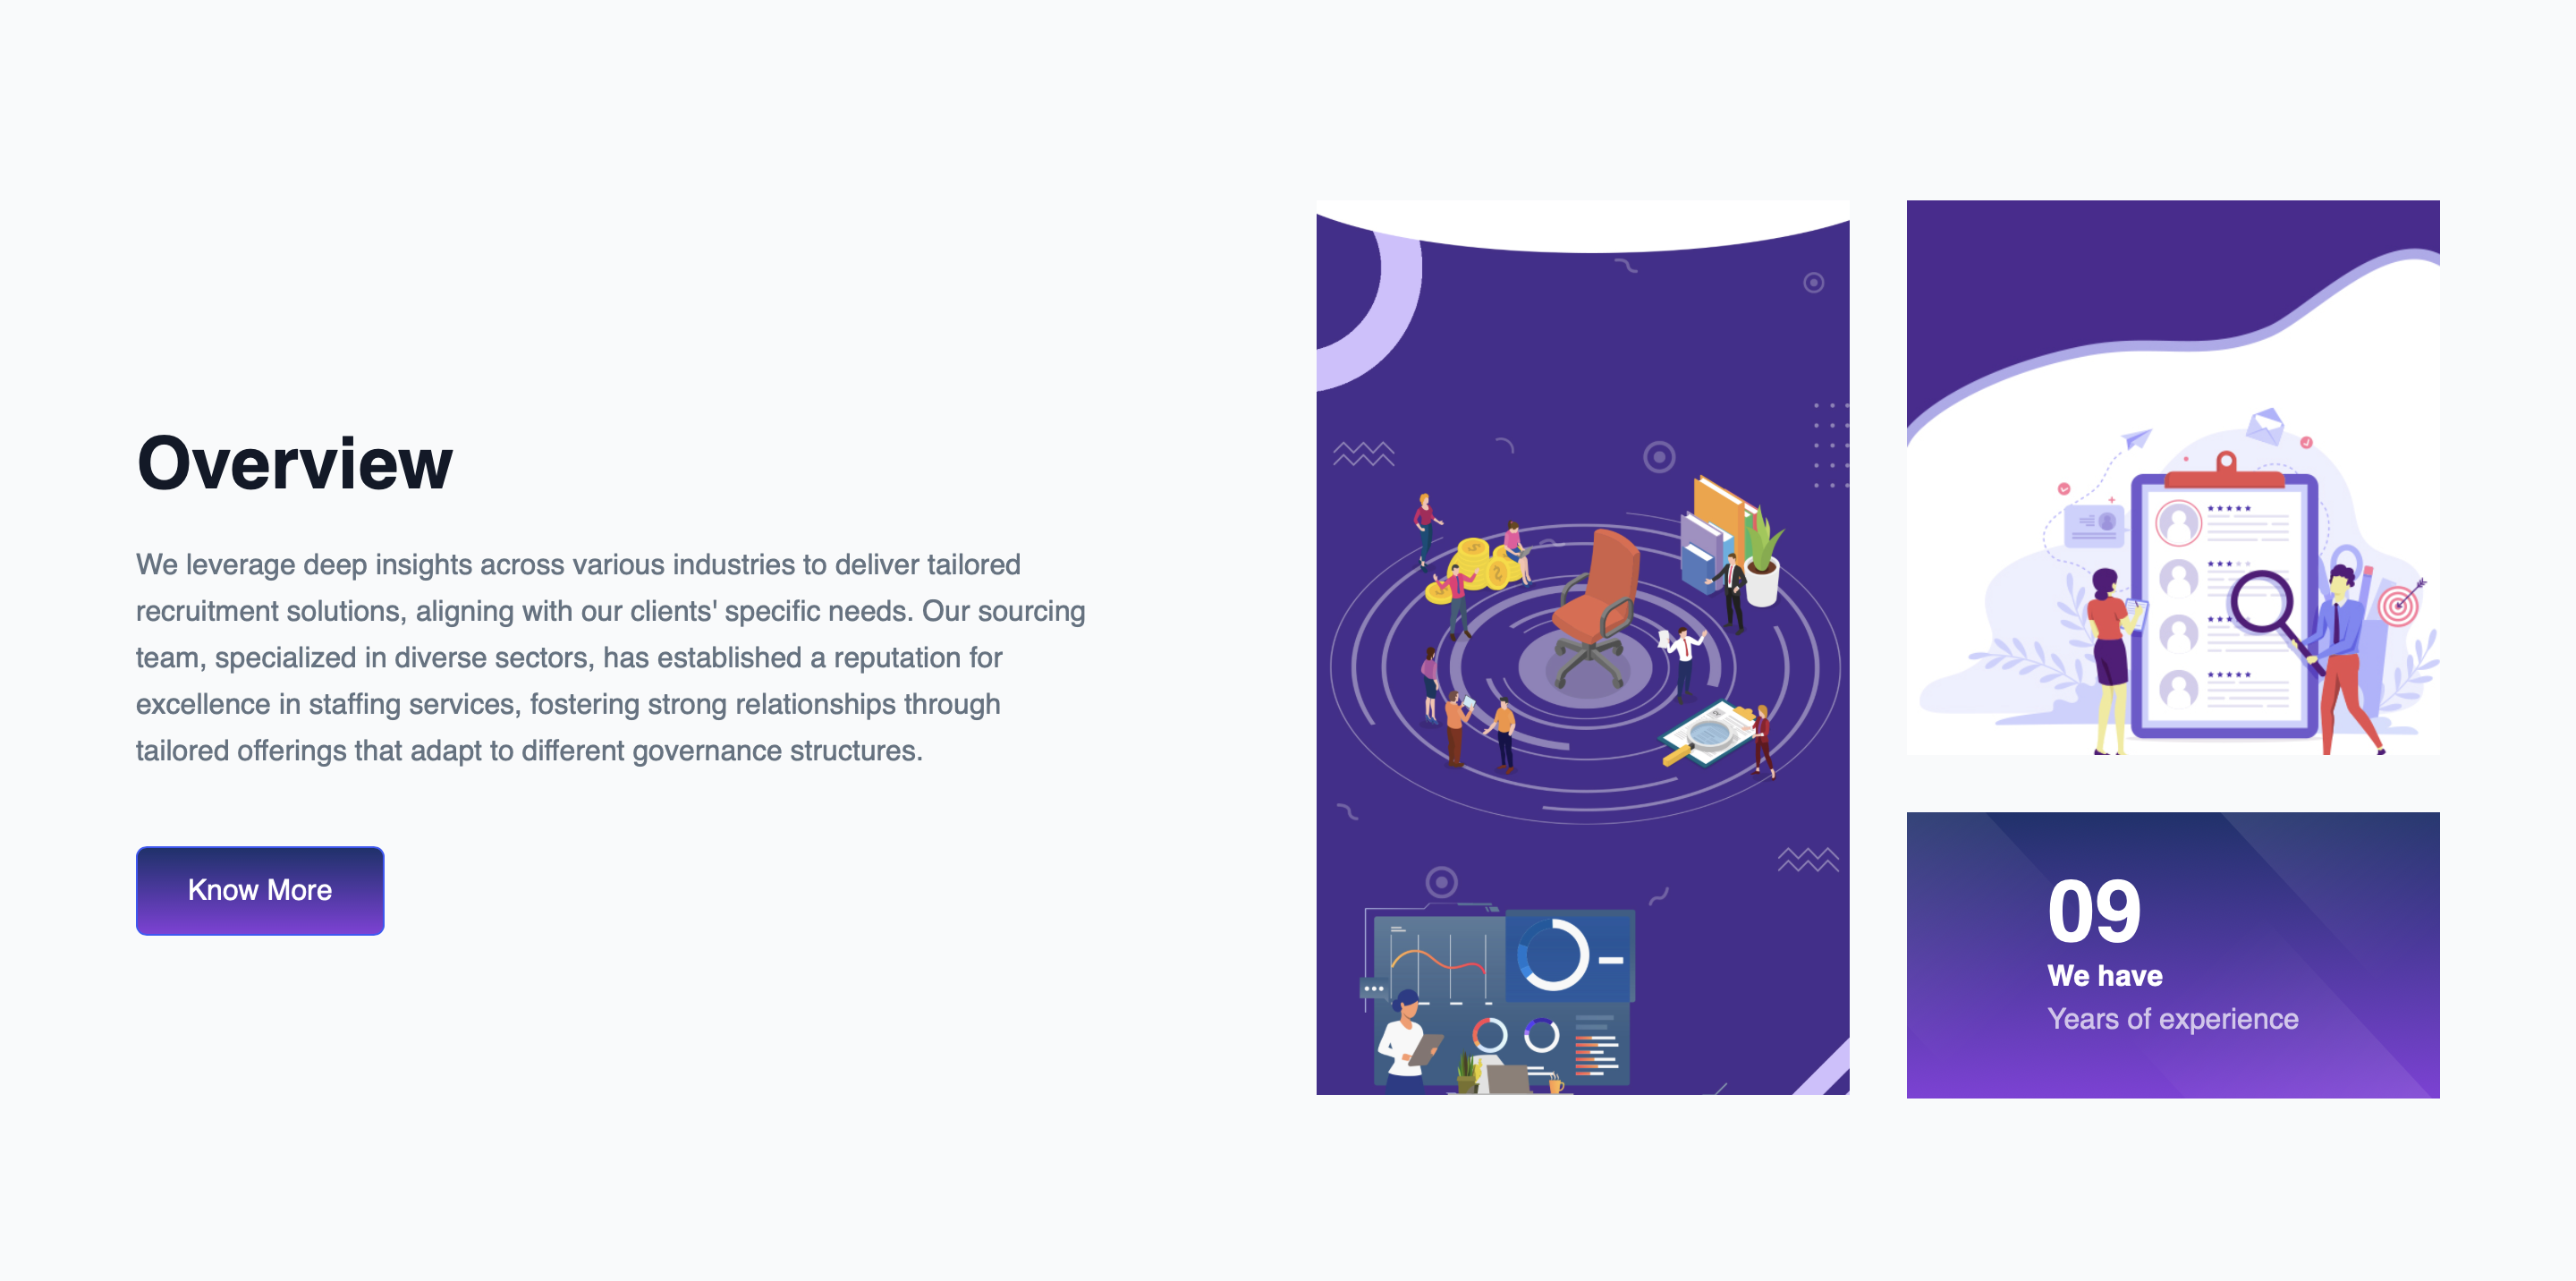 Overview
We leverage deep insights across various industries to deliver tailored
recruitment solutions, aligning with our clients' specific needs. Our sourcing
team, specialized in diverse sectors, has established a reputation for
excellence in staffing services, fostering strong relationships through
tailored offerings that adapt to different governance structures.
Know More
09
We have
Years of experience